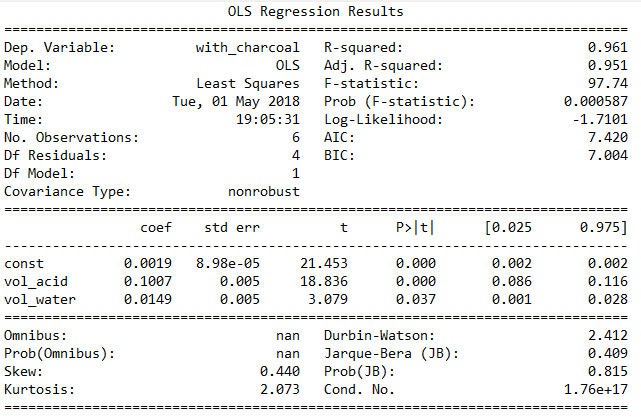 OLS Regression Results
==============================================================================
Dep. Variable:          with_charcoal   R-squared:                       0.961
Model:                            OLS   Adj. R-squared:                  0.951
Method:                 Least Squares   F-statistic:                     97.74
Date:                Tue, 01 May 2018   Prob (F-statistic):           0.000587
Time:                        19:05:31   Log-Likelihood:                -1.7101
No. Observations:                   6   AIC:                             7.420
Df Residuals:                       4   BIC:                             7.004
Df Model:                           1
Covariance Type:            nonrobust
==============================================================================
                 coef    std err          t      P>|t|      [0.025      0.975]
------------------------------------------------------------------------------
const          0.0019   8.98e-05     21.453      0.000       0.002       0.002
vol_acid       0.1007      0.005     18.836      0.000       0.086       0.116
vol_water      0.0149      0.005      3.079      0.037       0.001       0.028
==============================================================================
Omnibus:                          nan   Durbin-Watson:                   2.412
Prob(Omnibus):                    nan   Jarque-Bera (JB):                0.409
Skew:                           0.440   Prob(JB):                        0.815
Kurtosis:                       2.073   Cond. No.                     1.76e+17
==============================================================================